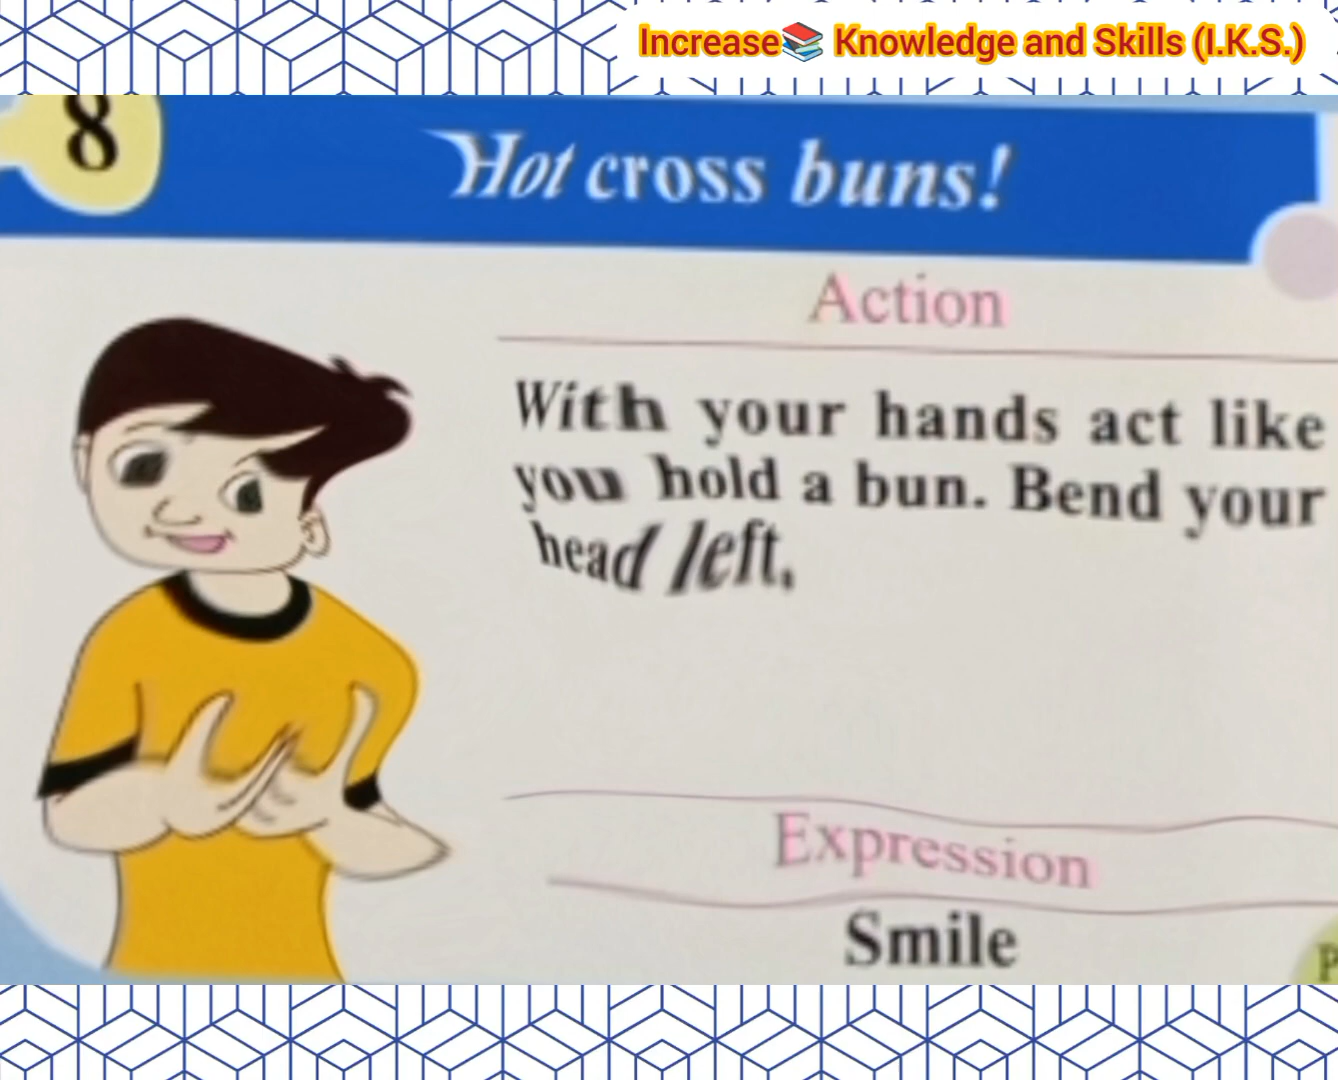 Increase📚 Knowledge and Skills (I.K.S.)
8
Hot cross buns!
Action
With your hands act like
you hold a bun. Bend your
head left.
Expression
Smile
P